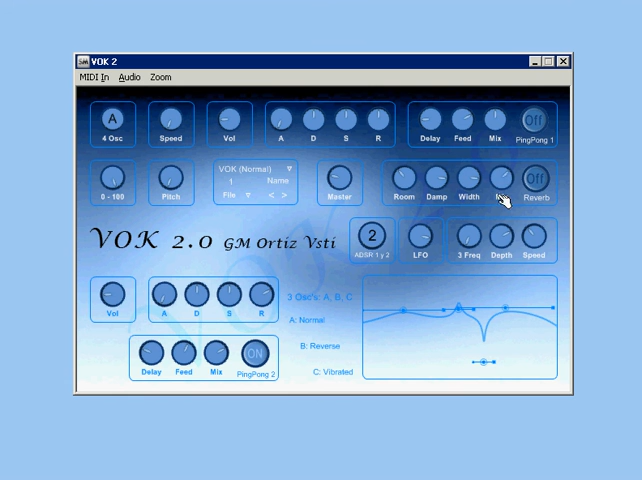 SM VOK 2
MIDI In Audio Zoom
A
4 Osc Speed Vol A D S R Delay Feed Mix Off PingPong 1
VOK (Normal)
1 Name
File < >
0 - 100 Pitch Master Room Damp Width Off Reverb
VOK 2.0 GM Ortiz Vsti
2
ADSR 1 y 2 LFO 3 Freq Depth Speed
Vol A D S R
3 Osc's: A, B, C
A: Normal
B: Reverse
C: Vibrated
Delay Feed Mix ON PingPong 2